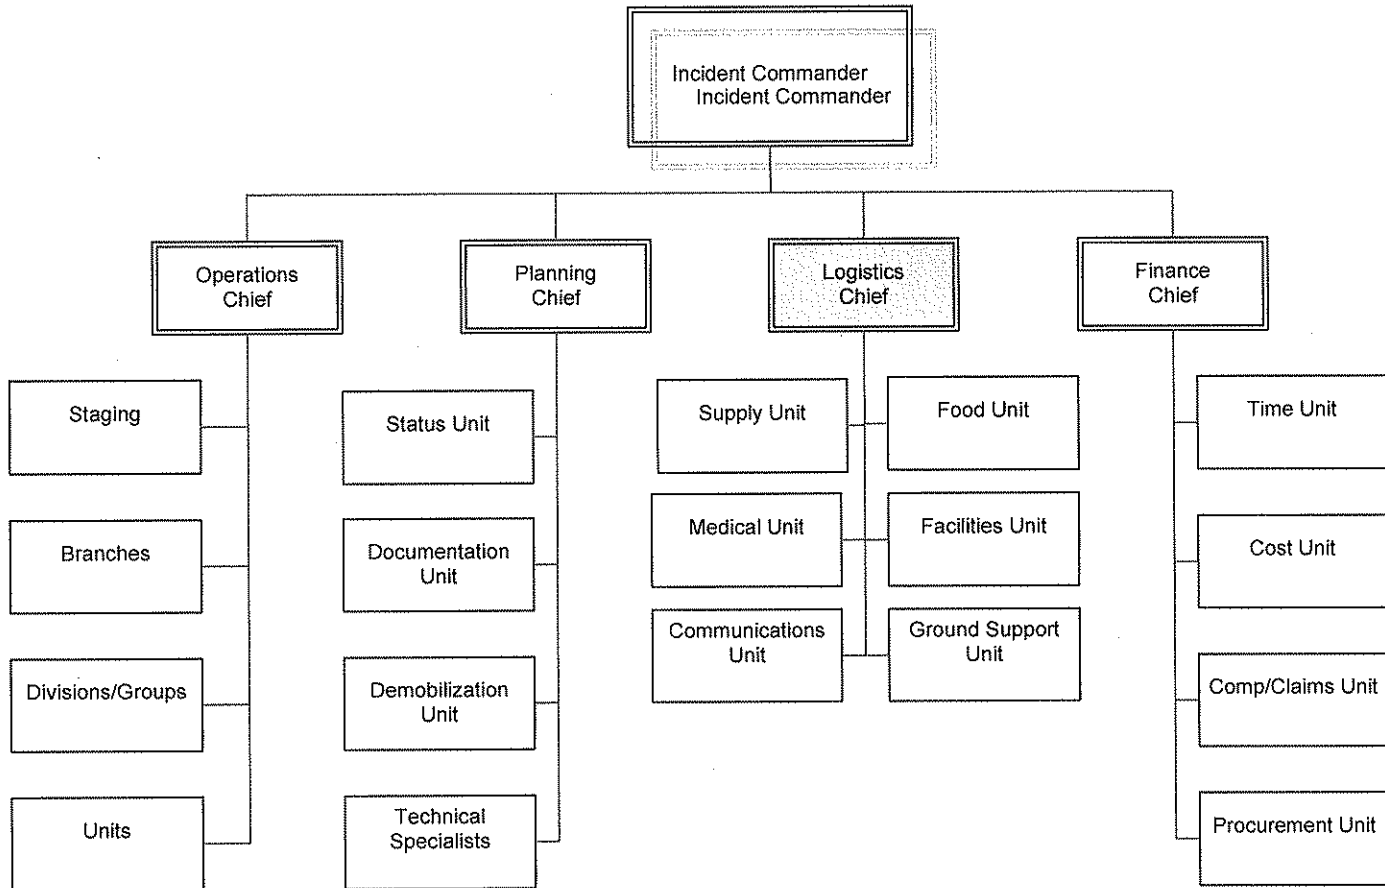 Incident Commander
Incident Commander
Operations
Chief
Planning
Chief
Logistics
Chief
Finance
Chief
Staging
Branches
Divisions/Groups
Units
Status Unit
Documentation
Unit
Demobilization
Unit
Technical
Specialists
Supply Unit
Food Unit
Medical Unit
Facilities Unit
Communications
Unit
Ground Support
Unit
Time Unit
Cost Unit
Comp/Claims Unit
Procurement Unit